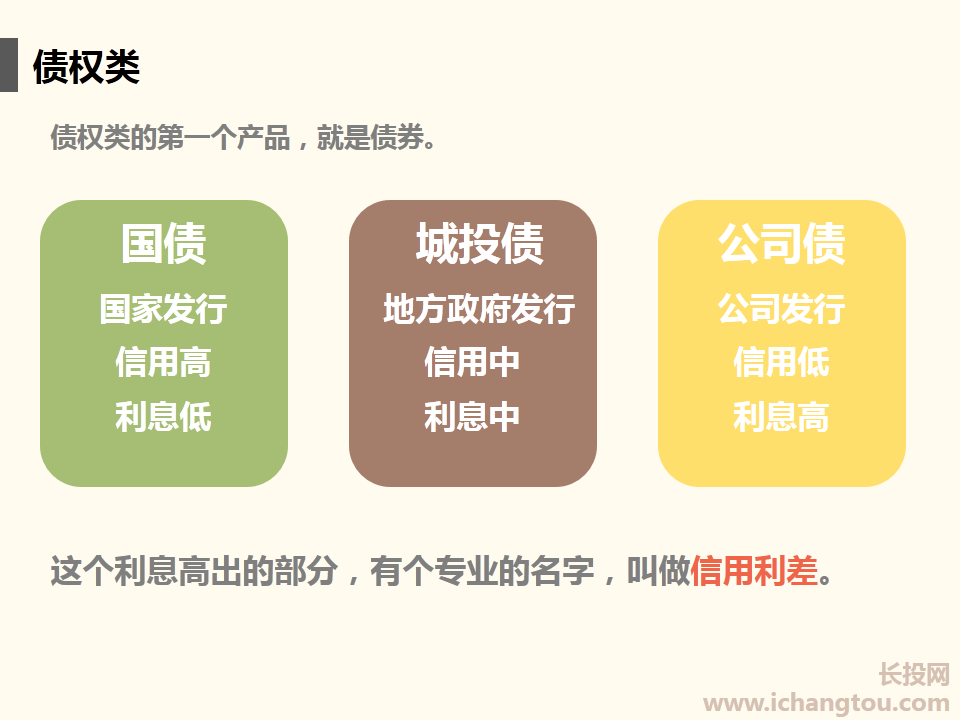 债权类
债权类的第一个产品，就是债券。
国债
国家发行
信用高
利息低
城投债
地方政府发行
信用中
利息中
公司债
公司发行
信用低
利息高
这个利息高出的部分，有个专业的名字，叫做信用利差。
长投网
www.ichangtou.com